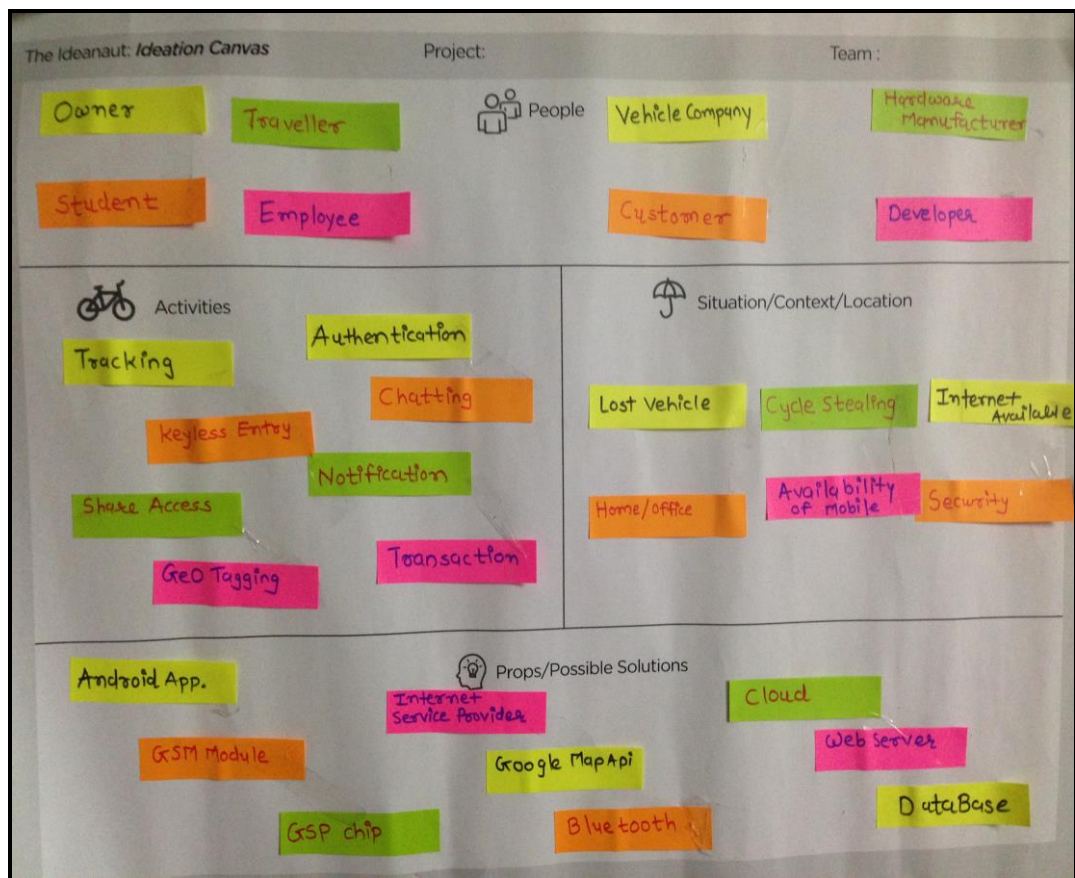 The Ideanaut: Ideation Canvas
Project:
Team :
Owner
Traveller
People
Vehicle Company
Hardware
Manufacturer
Student
Employee
Customer
Developer
Activities
Tracking
Authentication
Chatting
Keyless Entry
Notification
Share Access
GeO Tagging
Transaction
Situation/Context/Location
Lost Vehicle
Cycle Stealing
Internet
Available
Home/office
Availability
of mobile
Security
Props/Possible Solutions
Android App.
Internet
Service Provider
Cloud
GSM Module
Google Map Api
Web Server
GSP chip
Bluetooth
DataBase